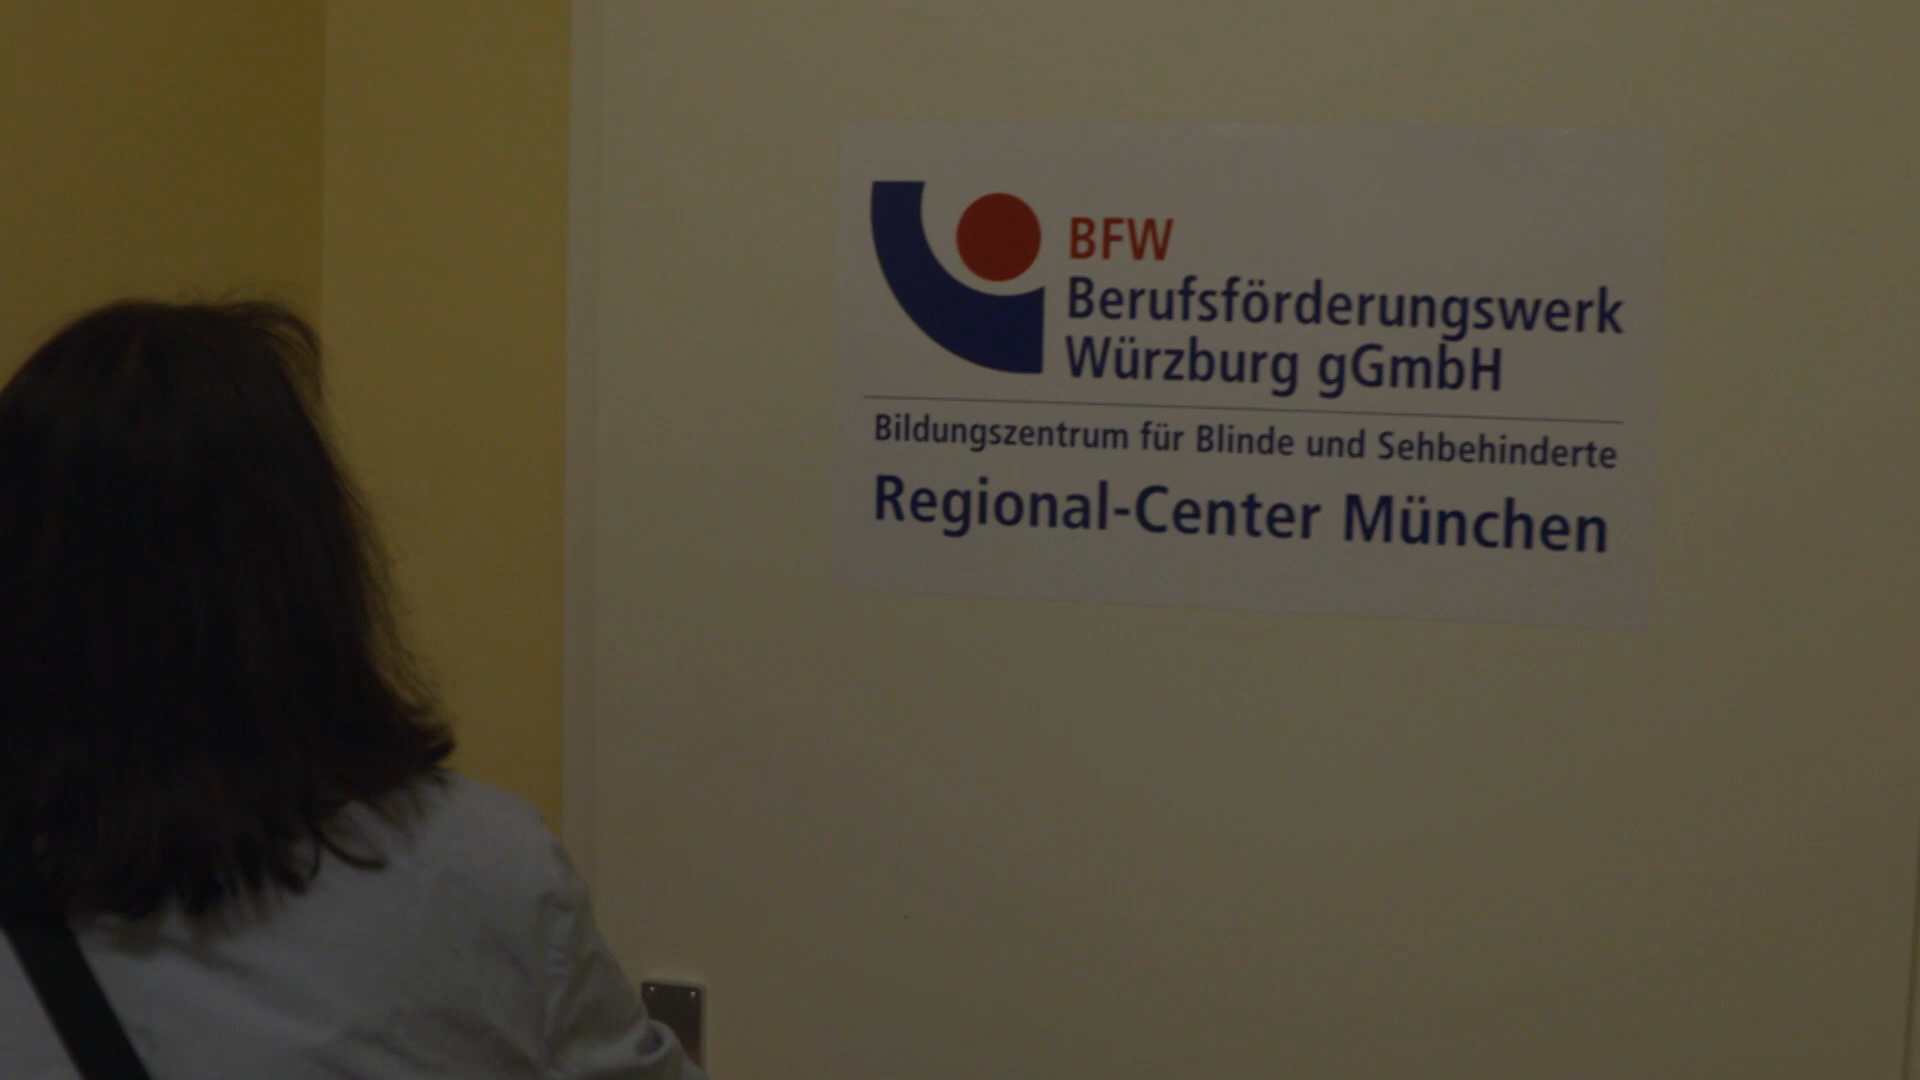 BFW
Berufsförderungswerk
Würzburg gGmbH
Bildungszentrum für Blinde und Sehbehinderte
Regional-Center München